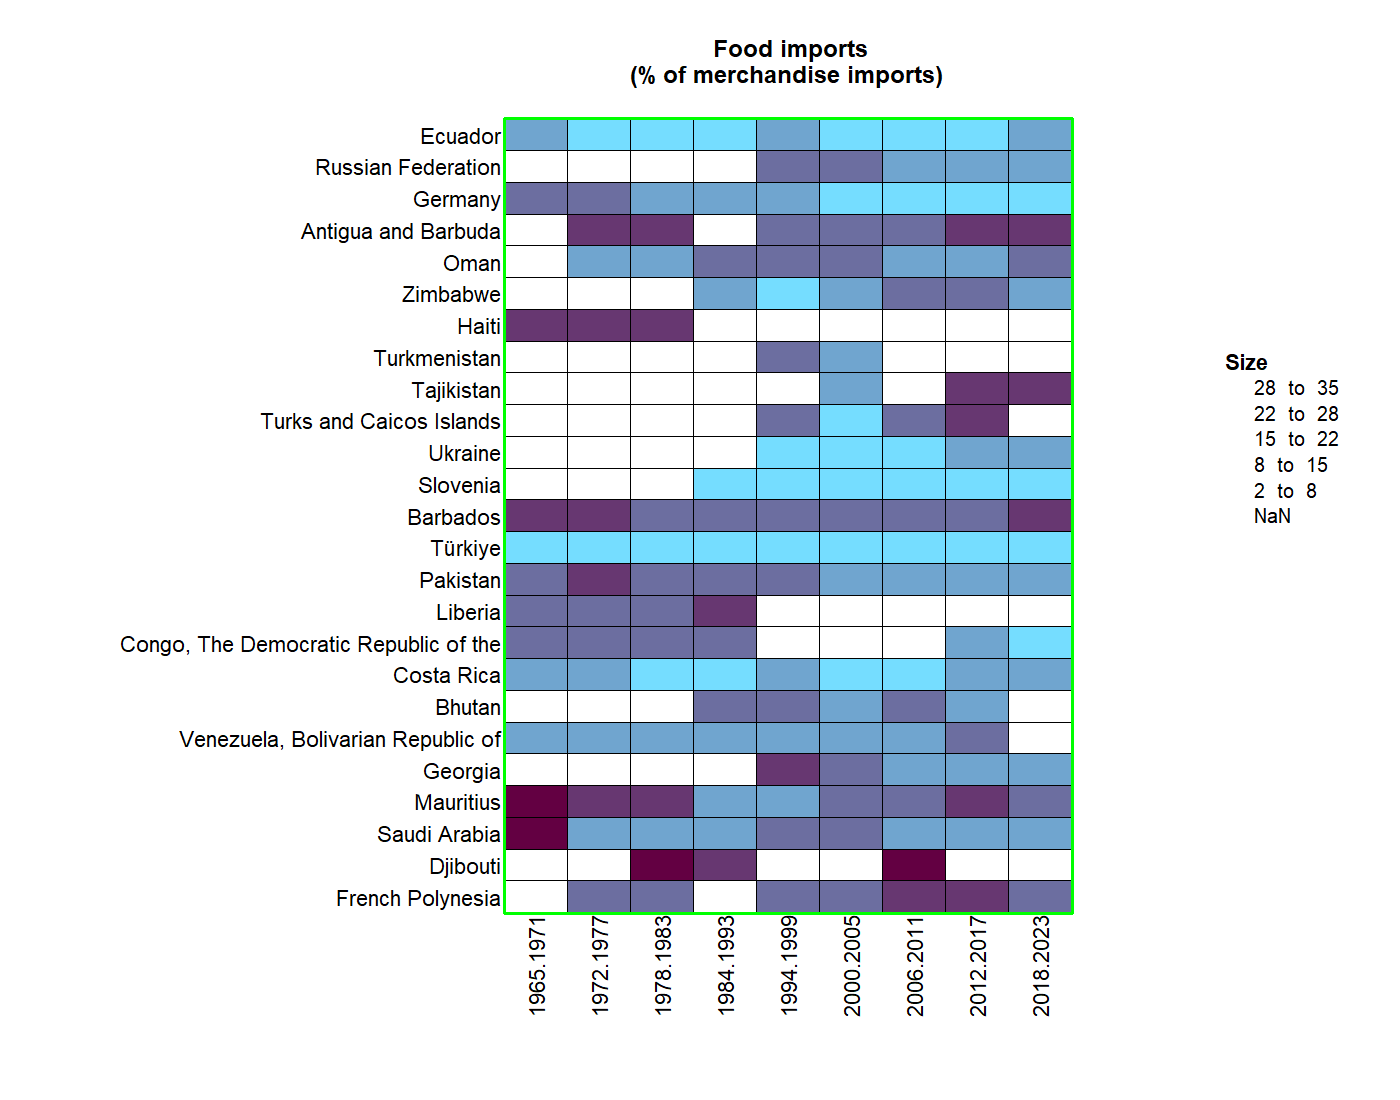 Food imports
(% of merchandise imports)
Ecuador
Russian Federation
Germany
Antigua and Barbuda
Oman
Zimbabwe
Haiti
Turkmenistan
Tajikistan
Turks and Caicos Islands
Ukraine
Slovenia
Barbados
Türkiye
Pakistan
Liberia
Congo, The Democratic Republic of the
Costa Rica
Bhutan
Venezuela, Bolivarian Republic of
Georgia
Mauritius
Saudi Arabia
Djibouti
French Polynesia
1965.1971
1972.1977
1978.1983
1984.1993
1994.1999
2000.2005
2006.2011
2012.2017
2018.2023
Size
28 to 35
22 to 28
15 to 22
8 to 15
2 to 8
NaN